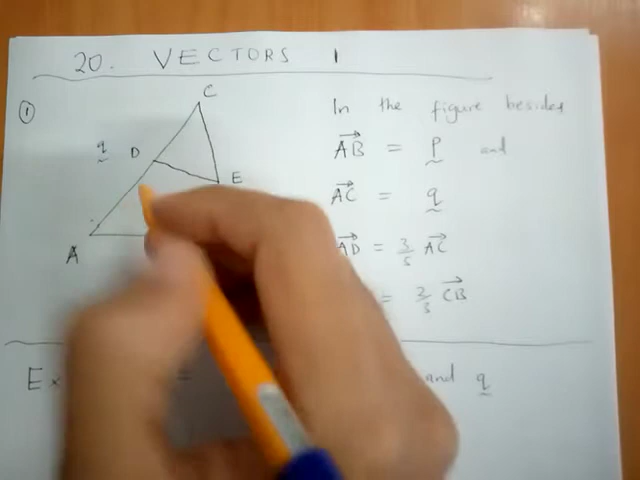 20. VECTORS 1
① C In the figure besides
q D AB = p and
E
AC = q
A AD = 3/5 AC
= 2/3 CB
Ex = and q